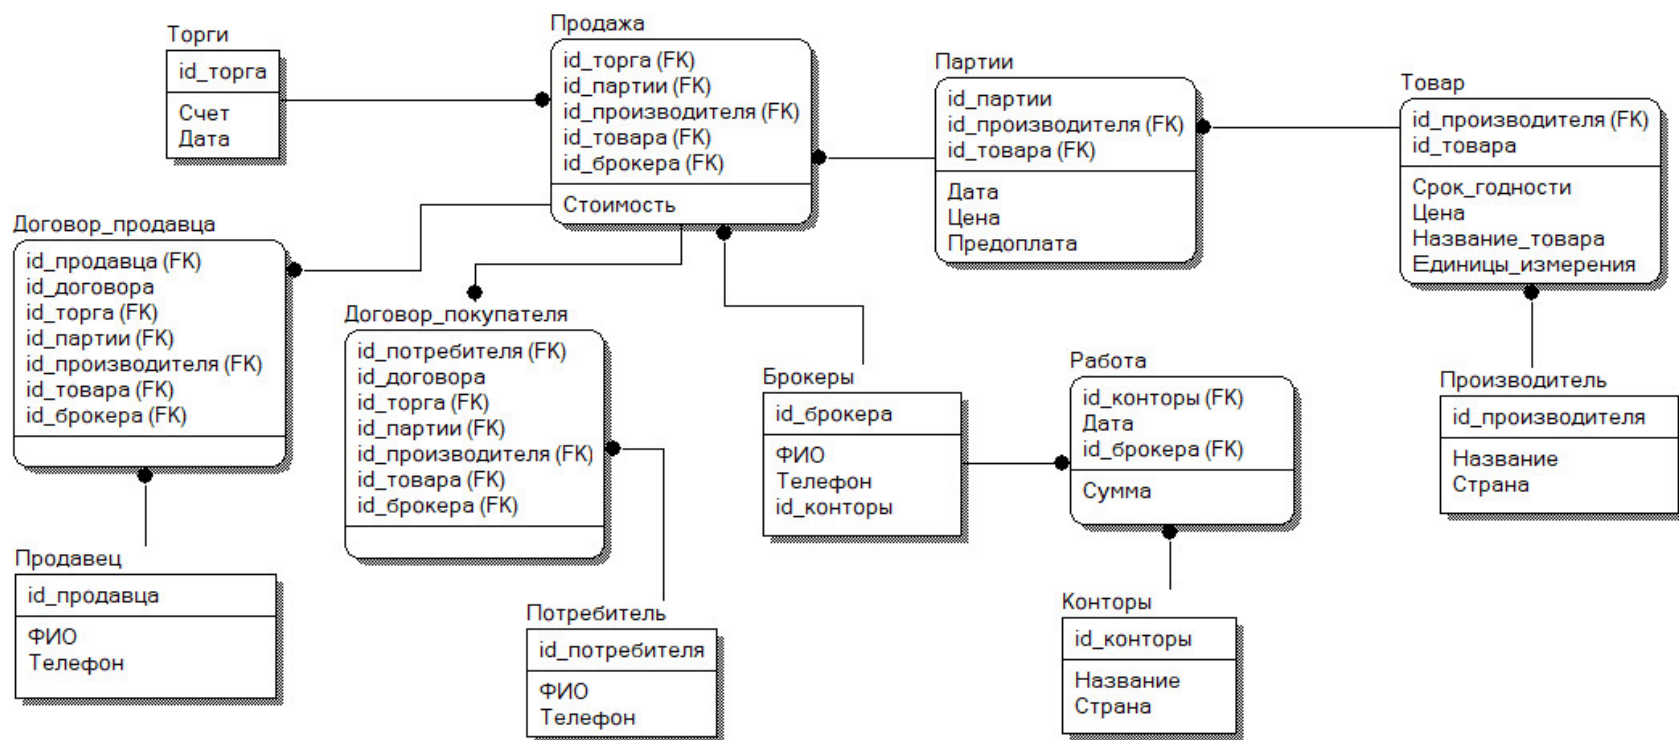 Торги
id_торга
Счет
Дата
Продажа
id_торга (FK)
id_партии (FK)
id_производителя (FK)
id_товара (FK)
id_брокера (FK)
Стоимость
Партии
id_партии
id_производителя (FK)
id_товара (FK)
Дата
Цена
Предоплата
Товар
id_производителя (FK)
id_товара
Срок_годности
Цена
Название_товара
Единицы_измерения
Договор_продавца
id_продавца (FK)
id_договора
id_торга (FK)
id_партии (FK)
id_производителя (FK)
id_товара (FK)
id_брокера (FK)
Договор_покупателя
id_потребителя (FK)
id_договора
id_торга (FK)
id_партии (FK)
id_производителя (FK)
id_товара (FK)
id_брокера (FK)
Брокеры
id_брокера
ФИО
Телефон
id_конторы
Работа
id_конторы (FK)
Дата
id_брокера (FK)
Сумма
Производитель
id_производителя
Название
Страна
Продавец
id_продавца
ФИО
Телефон
Потребитель
id_потребителя
ФИО
Телефон
Конторы
id_конторы
Название
Страна